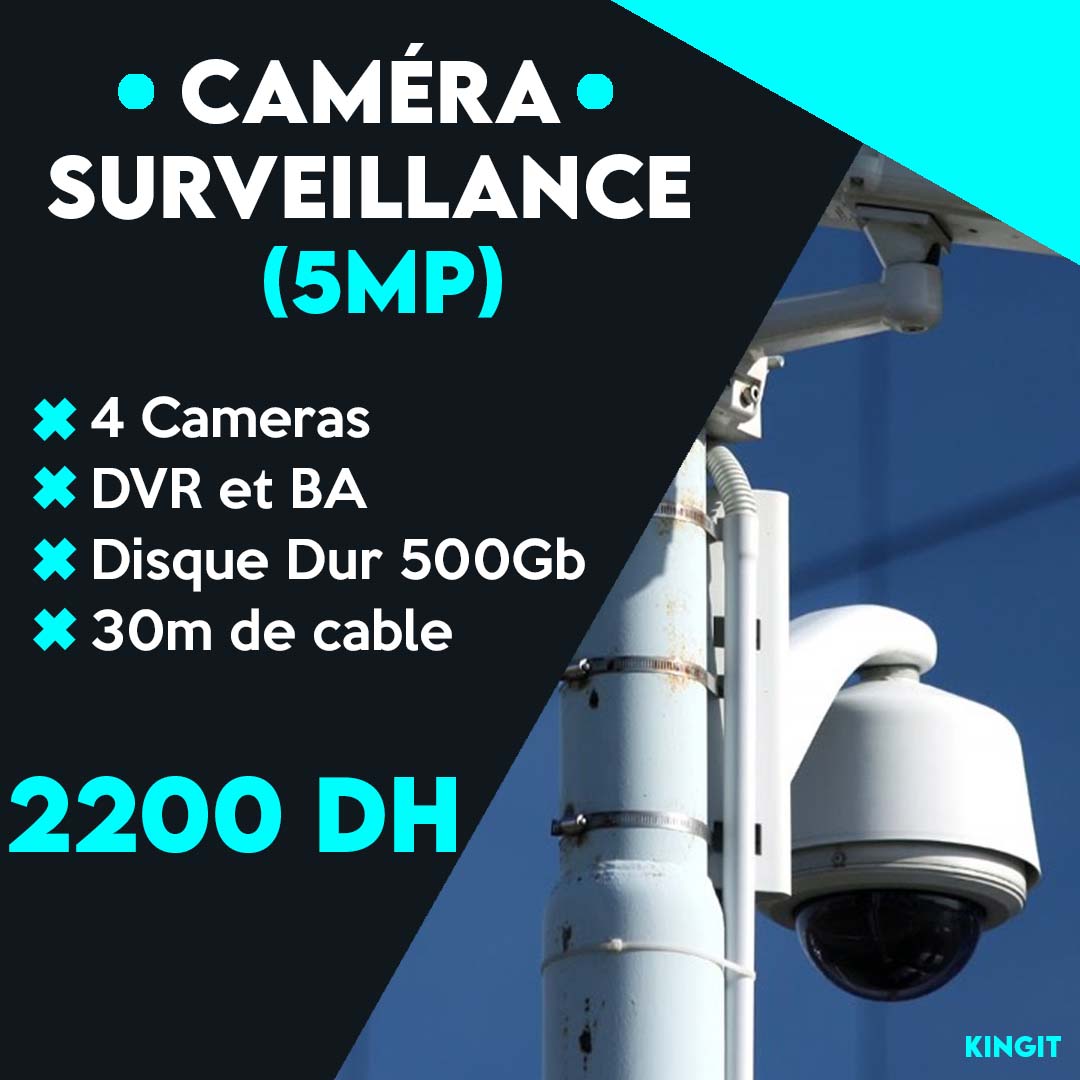 CAMÉRA
SURVEILLANCE
(5MP)
4 Cameras
DVR et BA
Disque Dur 500Gb
30m de cable
2200 DH
KINGIT